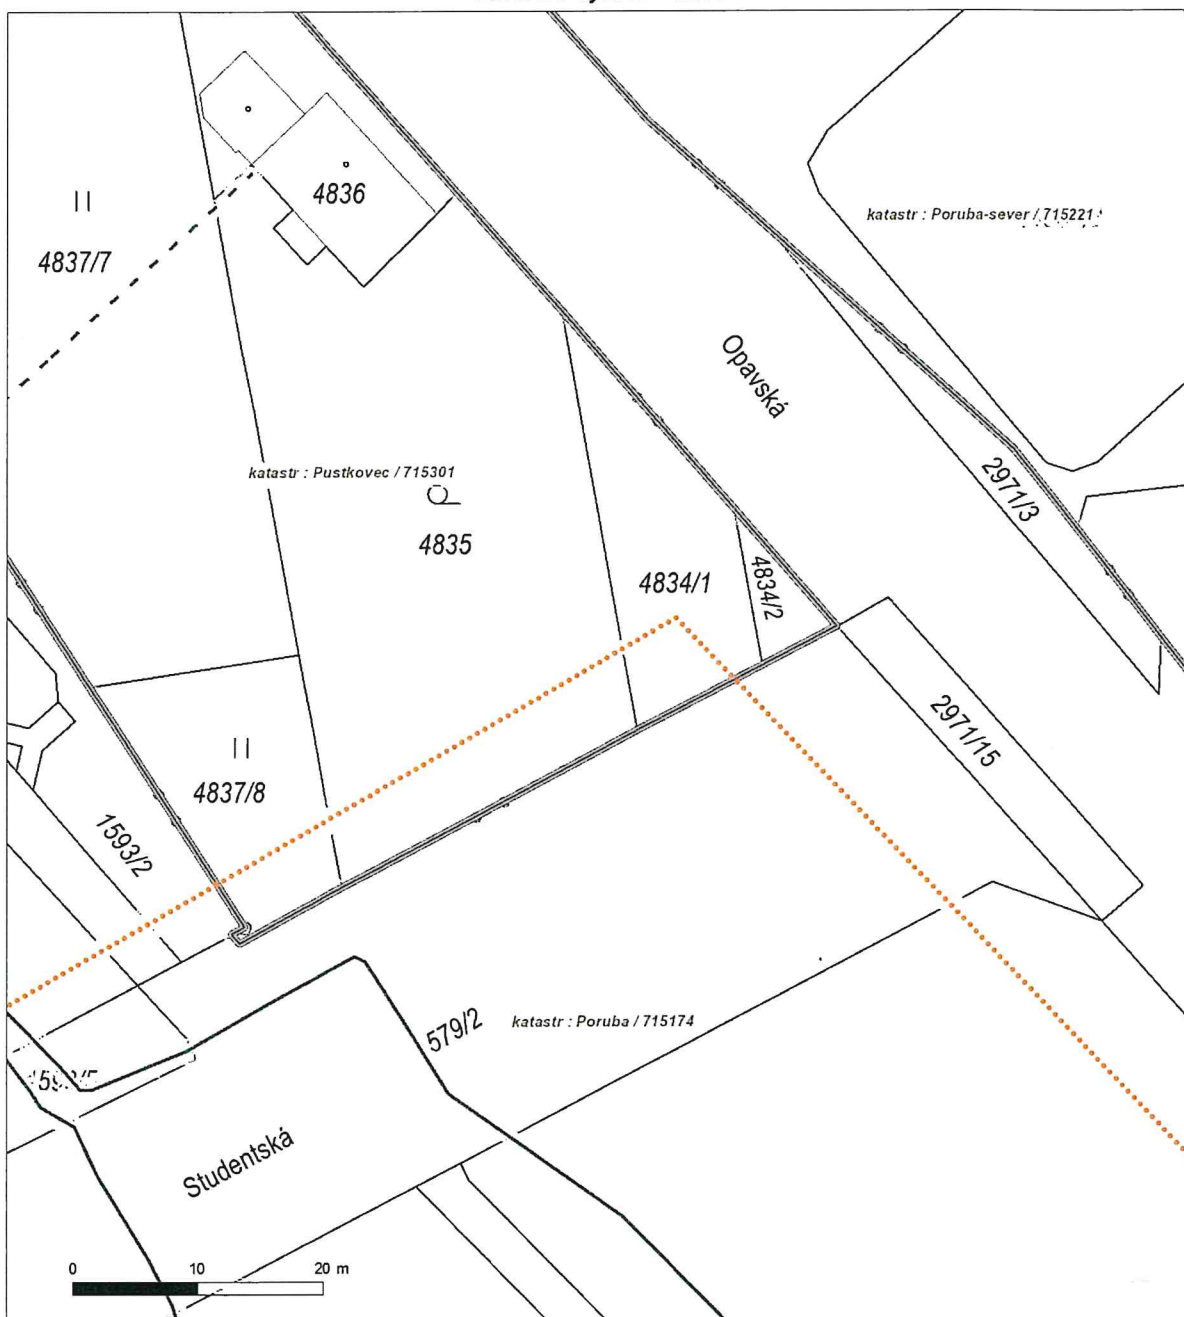 4836
katastr : Poruba-sever / 715221
4837/7
Opavská
katastr : Pustkovec / 715301
2971/3
4835
4834/1
4834/2
2971/15
4837/8
1593/2
579/2
katastr : Poruba / 715174
Studentská
0 10 20 m